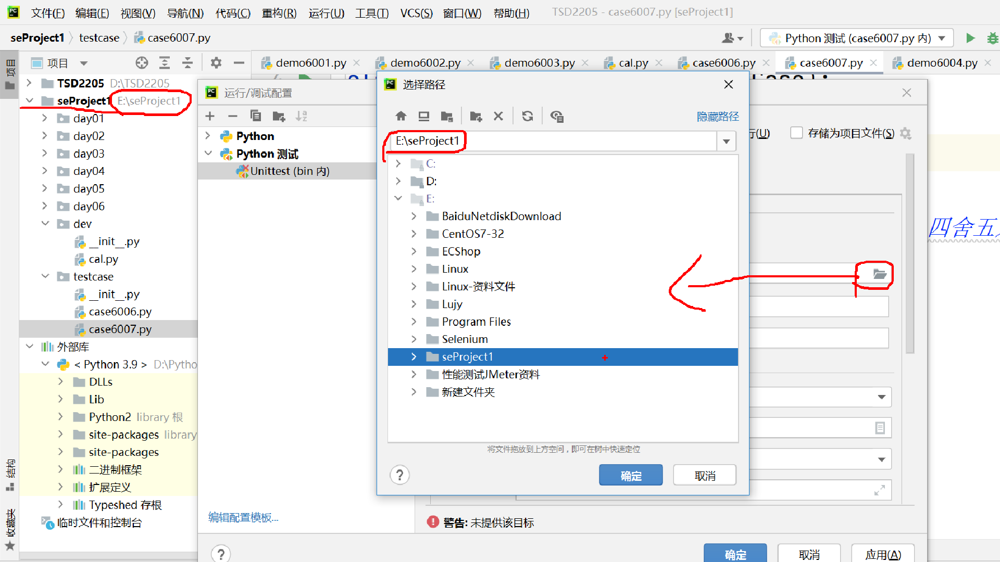 文件(F) 编辑(E) 视图(V) 导航(N) 代码(C) 重构(R) 运行(U) 工具(T) VCS(S) 窗口(W) 帮助(H) TSD2205 - case6007.py [seProject1]
seProject1 testcase case6007.py
Python 测试 (case6007.py 内)
项目
项目
demo6001.py demo6002.py demo6003.py cal.py case6006.py case6007.py demo6004.py
TSD2205 D:\TSD2205
seProject1 E:\seProject1
day01
day02
day03
day04
day05
day06
dev
__init__.py
cal.py
testcase
__init__.py
case6006.py
case6007.py
外部库
< Python 3.9 > D:\Pytho
DLLs
Lib
Python2 library 根
site-packages library
site-packages
二进制框架
扩展定义
Typeshed 存根
临时文件和控制台
结构
收藏夹
运行/调试配置
Python
Python 测试
Unittest (bin 内)
编辑配置模板...
选择路径
隐藏路径
E:\seProject1
C:
D:
E:
BaiduNetdiskDownload
CentOS7-32
ECShop
Linux
Linux-资料文件
Lujy
Program Files
Selenium
seProject1
性能测试JMeter资料
新建文件夹
将文件拖放到上方空间，即可在树中快速定位
? 确定 取消
行(U) 存储为项目文件(S)
四舍五
警告: 未提供该目标
? 确定 取消 应用(A)